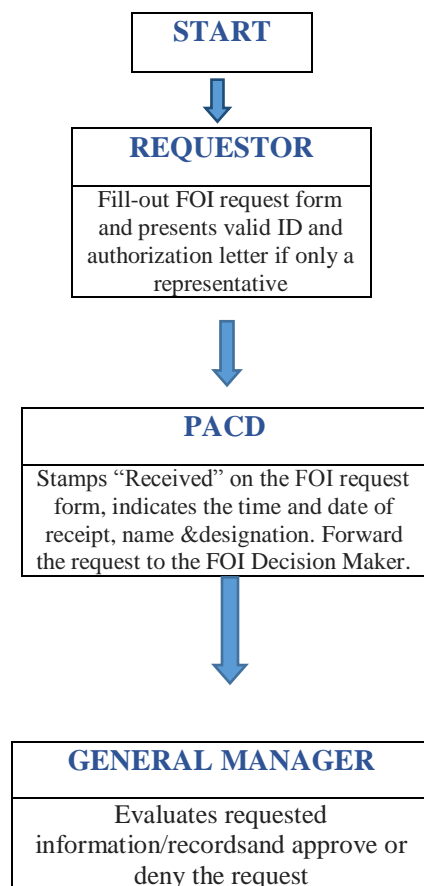 START
REQUESTOR
Fill-out FOI request form
and presents valid ID and
authorization letter if only a
representative
PACD
Stamps “Received” on the FOI request
form, indicates the time and date of
receipt, name &designation. Forward
the request to the FOI Decision Maker.
GENERAL MANAGER
Evaluates requested
information/recordsand approve or
deny the request